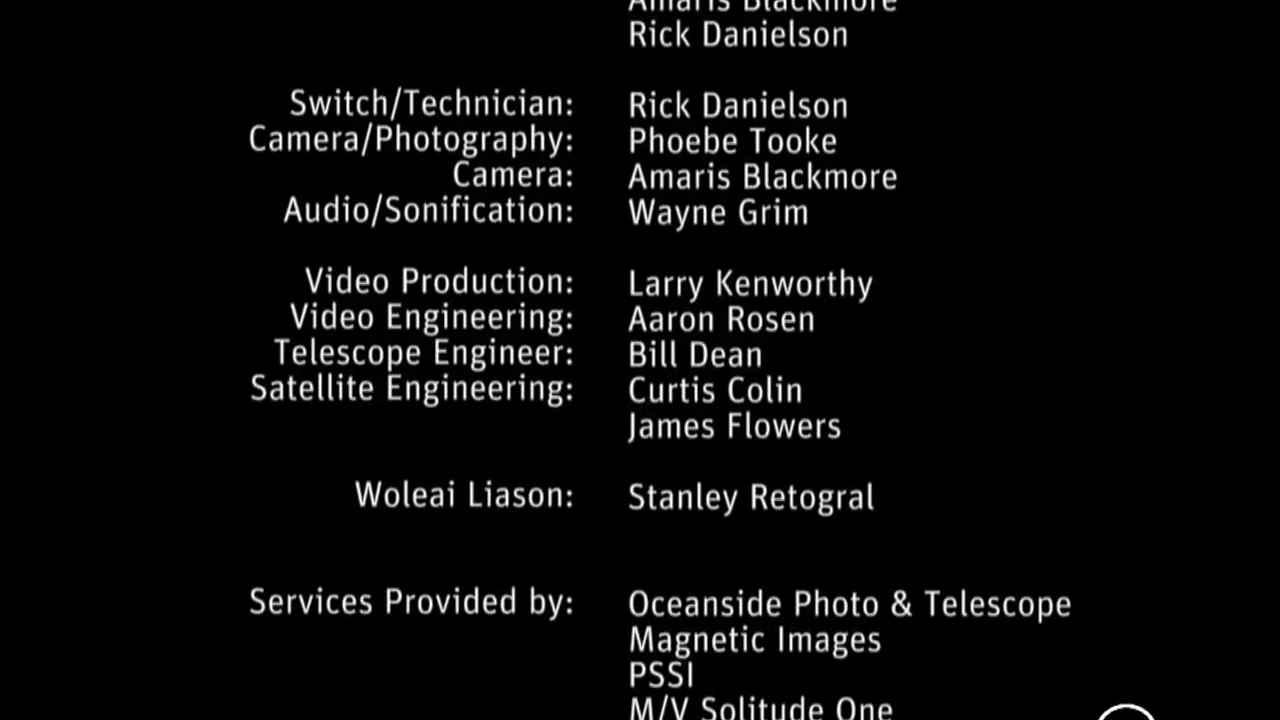 Amaris Blackmore
Rick Danielson
Switch/Technician: Rick Danielson
Camera/Photography: Phoebe Tooke
Camera: Amaris Blackmore
Audio/Sonification: Wayne Grim
Video Production: Larry Kenworthy
Video Engineering: Aaron Rosen
Telescope Engineer: Bill Dean
Satellite Engineering: Curtis Colin
James Flowers
Woleai Liason: Stanley Retogral
Services Provided by: Oceanside Photo & Telescope
Magnetic Images
PSSI
M/V Solitude One